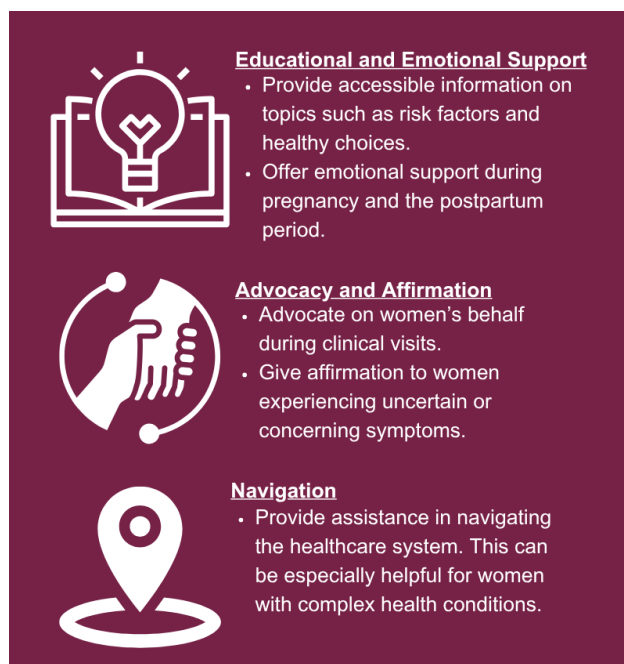 Educational and Emotional Support
• Provide accessible information on
topics such as risk factors and
healthy choices.
• Offer emotional support during
pregnancy and the postpartum
period.
Advocacy and Affirmation
• Advocate on women’s behalf
during clinical visits.
• Give affirmation to women
experiencing uncertain or
concerning symptoms.
Navigation
• Provide assistance in navigating
the healthcare system. This can
be especially helpful for women
with complex health conditions.